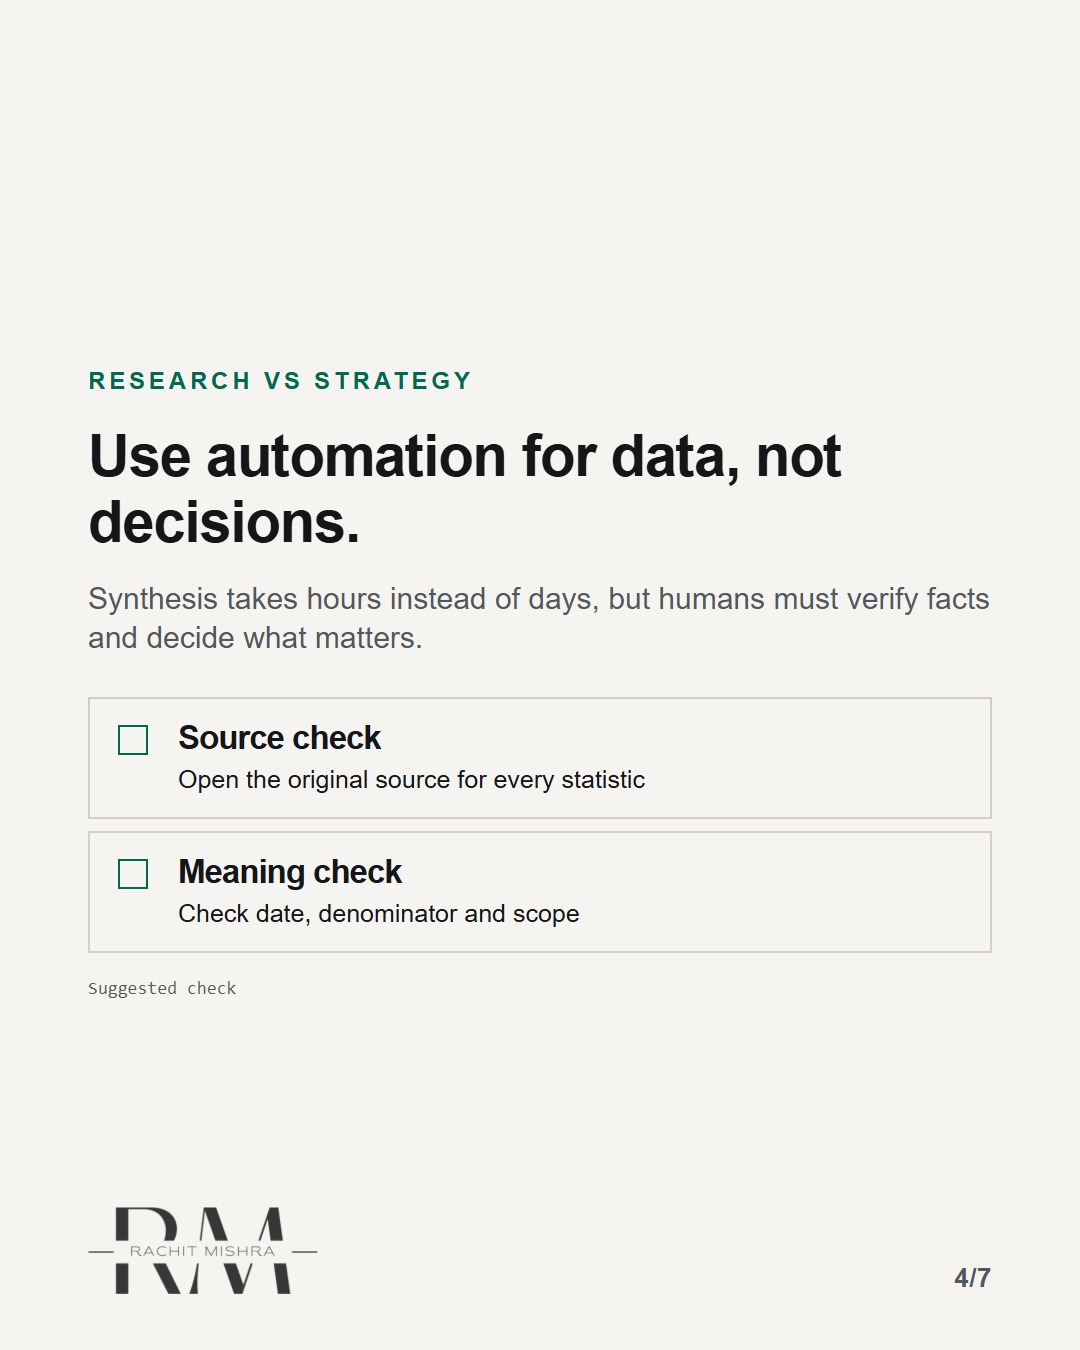 RESEARCH VS STRATEGY
Use automation for data, not
decisions.
Synthesis takes hours instead of days, but humans must verify facts
and decide what matters.
Source check
Open the original source for every statistic
Meaning check
Check date, denominator and scope
Suggested check
RM
RACHIT MISHRA
4/7